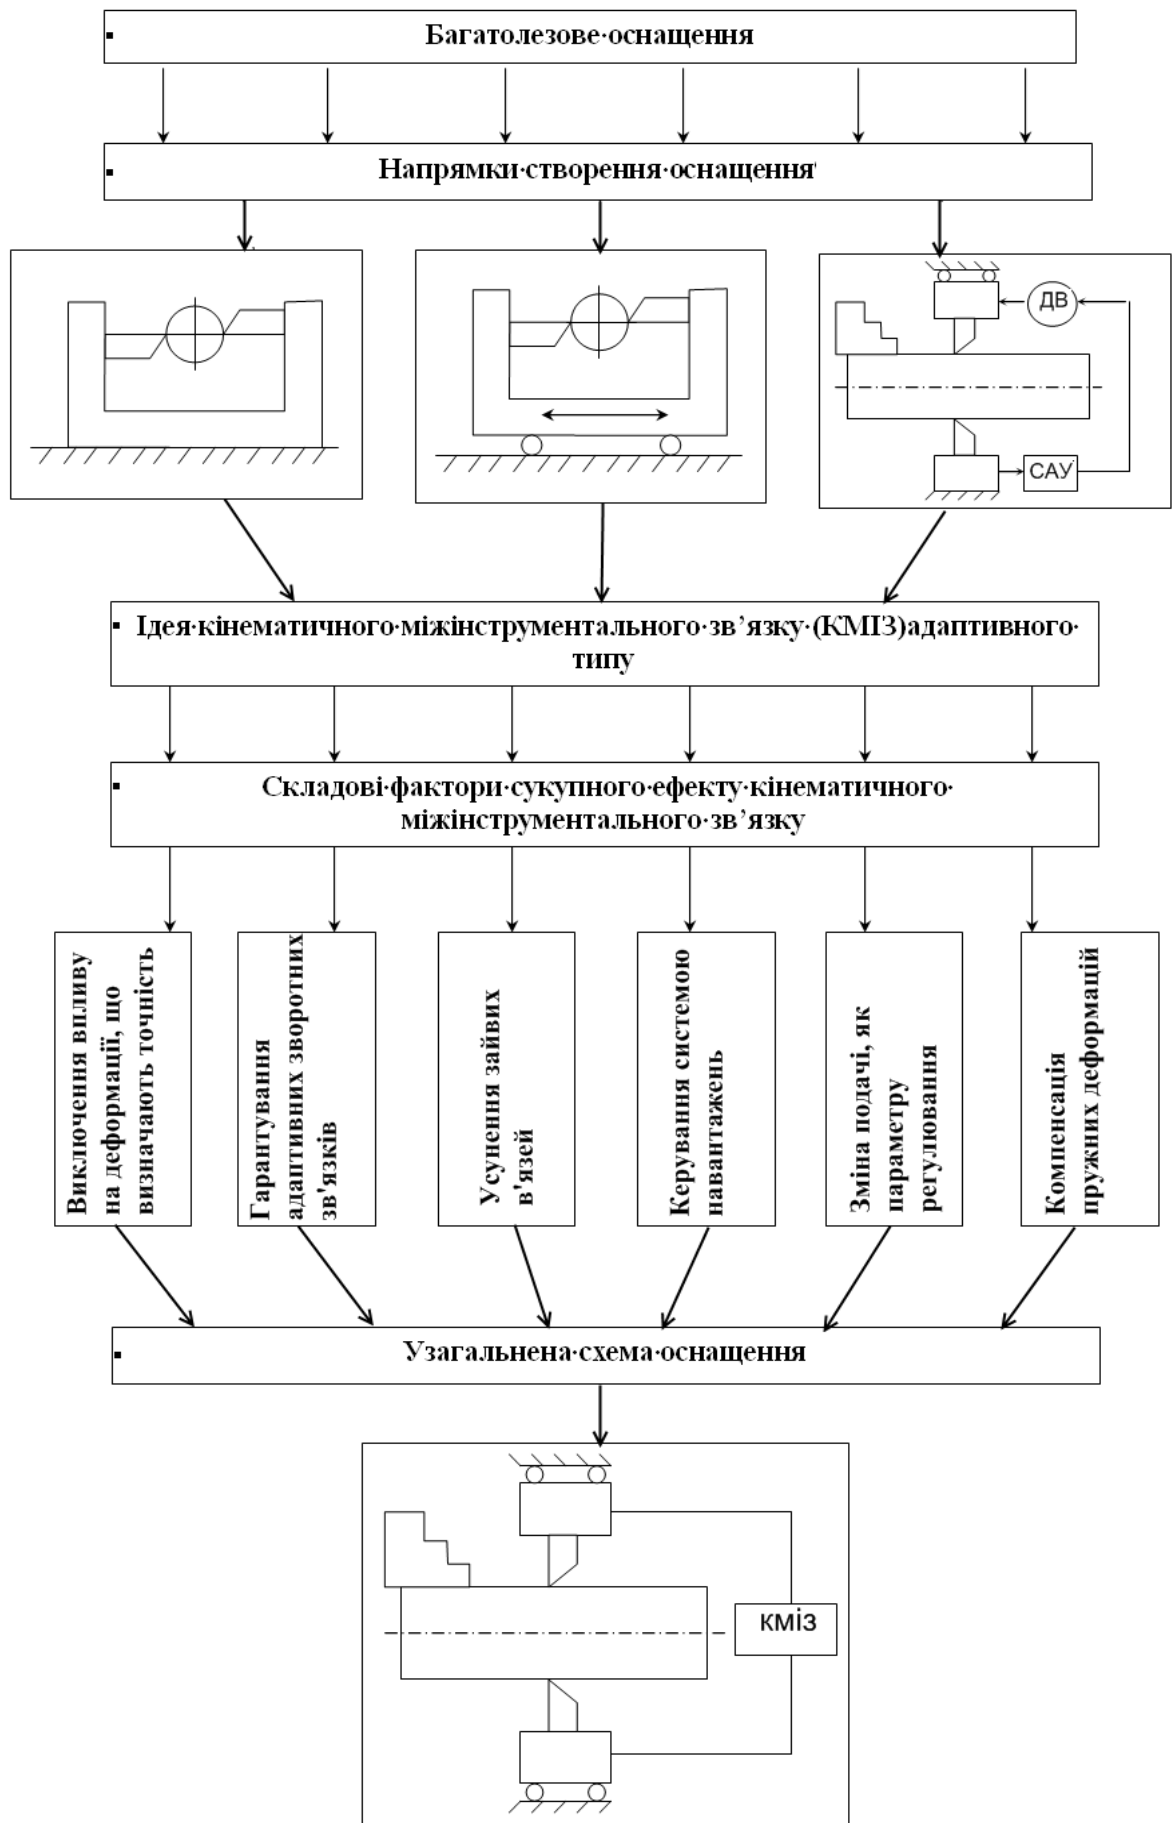 Багатолезове·оснащення
Напрямки·створення·оснащення
ДВ
САУ
Ідея·кінематичного·міжінструментального·зв’язку·(КМІЗ)адаптивного·
типу
Складові·фактори·сукупного·ефекту·кінематичного·
міжінструментального·зв’язку
Виключення впливу
на деформації, що
визначають точність
Гарантування
адаптивних зворотних
зв'язків
Усунення зайвих
в'язей
Керування системою
навантажень
Зміна подачі, як
параметру
регулювання
Компенсація
пружних деформацій
Узагальнена·схема·оснащення
КМІЗ